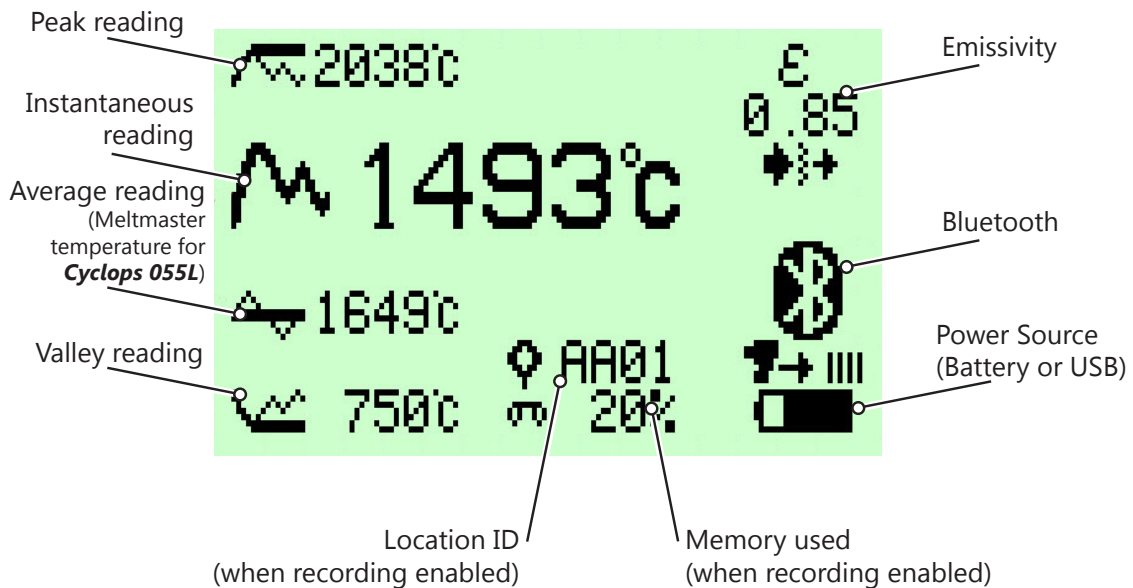 Peak reading
2038°C
Emissivity
ε
0.85
Instantaneous
reading
1493°C
Average reading
(Meltmaster
temperature for
Cyclops 055L)
Bluetooth
1649°C
Valley reading
AA01
Power Source
(Battery or USB)
750°C
20%
Location ID
(when recording enabled)
Memory used
(when recording enabled)